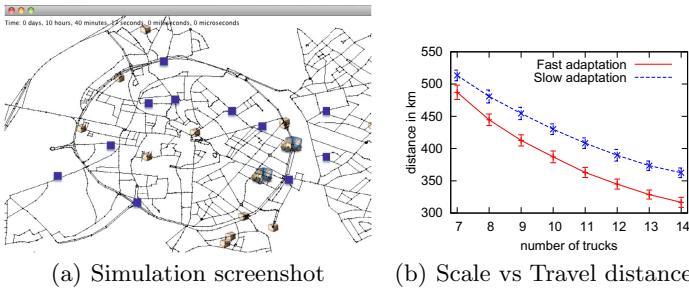 Time: 0 days, 10 hours, 40 minutes, 17 seconds, 0 milliseconds, 0 microseconds
550
500
450
400
350
300
distance in km
Fast adaptation
Slow adaptation
7 8 9 10 11 12 13 14
number of trucks
(a) Simulation screenshot
(b) Scale vs Travel distance